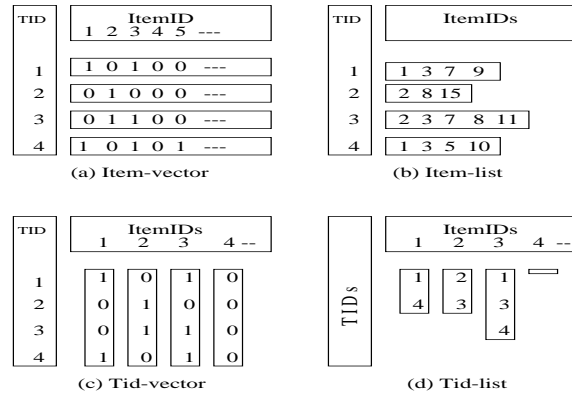 TID ItemID
1 2 3 4 5 ---
1 1 0 1 0 0 ---
2 0 1 0 0 0 ---
3 0 1 1 0 0 ---
4 1 0 1 0 1 ---
(a) Item-vector
TID ItemIDs
1 1 3 7 9
2 2 8 15
3 2 3 7 8 11
4 1 3 5 10
(b) Item-list
TID ItemIDs
1 2 3 4 --
1 1 0 1 0
2 0 1 0 0
3 0 1 1 0
4 1 0 1 0
(c) Tid-vector
TIDs
ItemIDs
1 2 3 4 --
1 2 1
4 3 3
4
(d) Tid-list